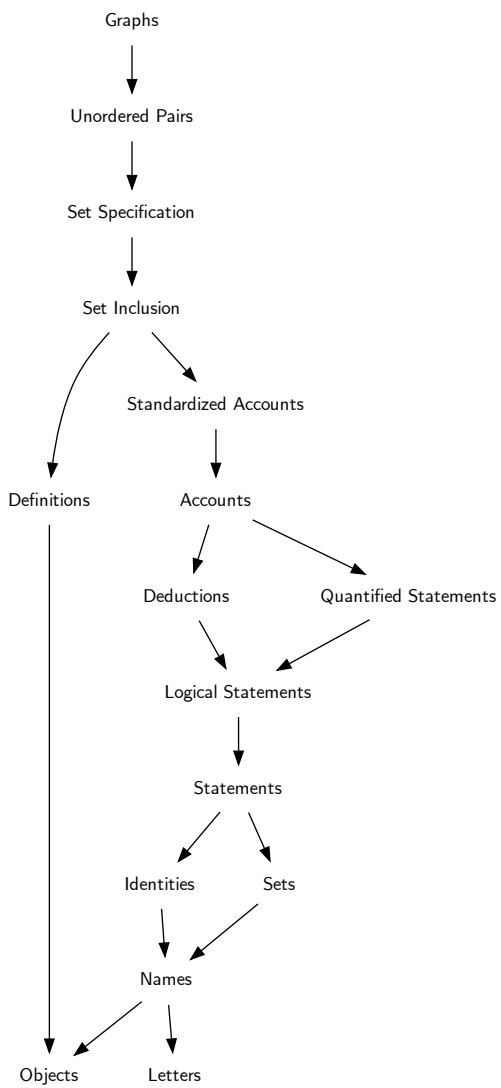 Graphs
Unordered Pairs
Set Specification
Set Inclusion
Standardized Accounts
Definitions
Accounts
Deductions
Quantified Statements
Logical Statements
Statements
Identities
Sets
Names
Objects
Letters